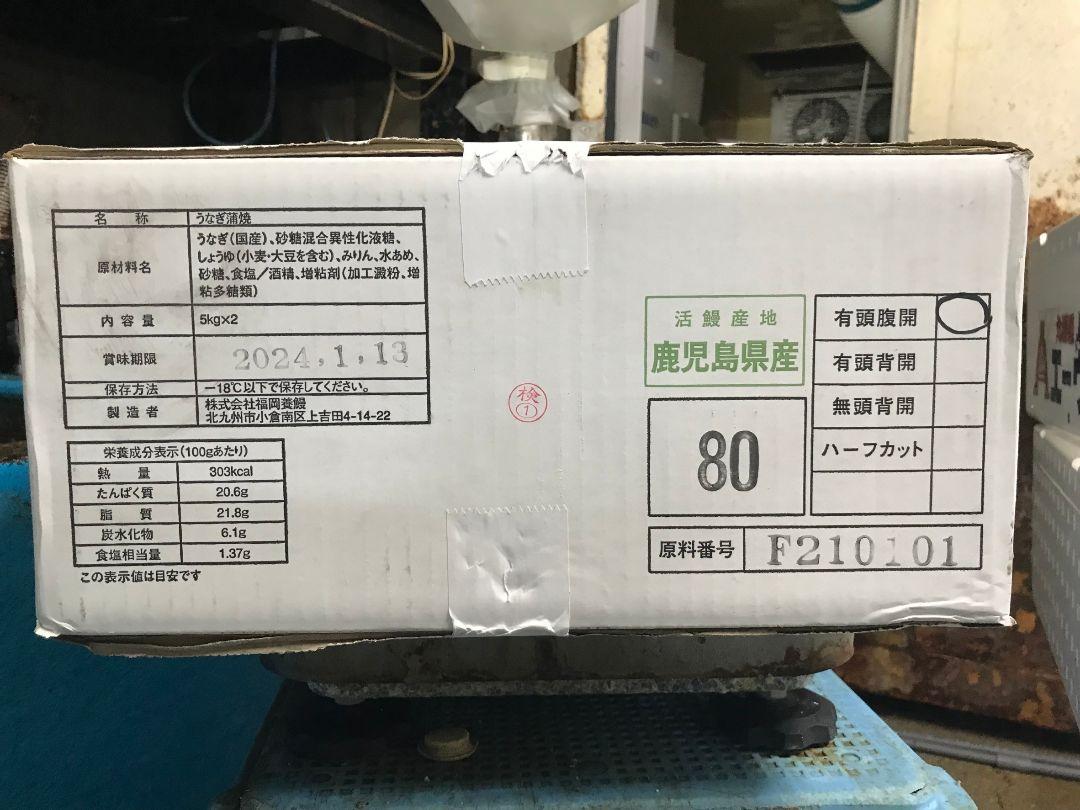 名称 うなぎ蒲焼
原材料名 うなぎ(国産)、砂糖混合異性化液糖、
しょうゆ(小麦・大豆を含む)、みりん、水あめ、
砂糖、食塩/酒精、増粘剤(加工澱粉、増
粘多糖類)
内容量 5kg×2
賞味期限 2024,1,13
保存方法 -18℃以下で保存してください。
製造者 株式会社福岡養鰻
北九州市小倉南区上吉田4-14-22
栄養成分表示(100gあたり)
熱量 303kcal
たんぱく質 20.6g
脂質 21.8g
炭水化物 6.1g
食塩相当量 1.37g
この表示値は目安です
検
1
活鰻産地
鹿児島県産
80
有頭腹開
有頭背開
無頭背開
ハーフカット
原料番号 F210101